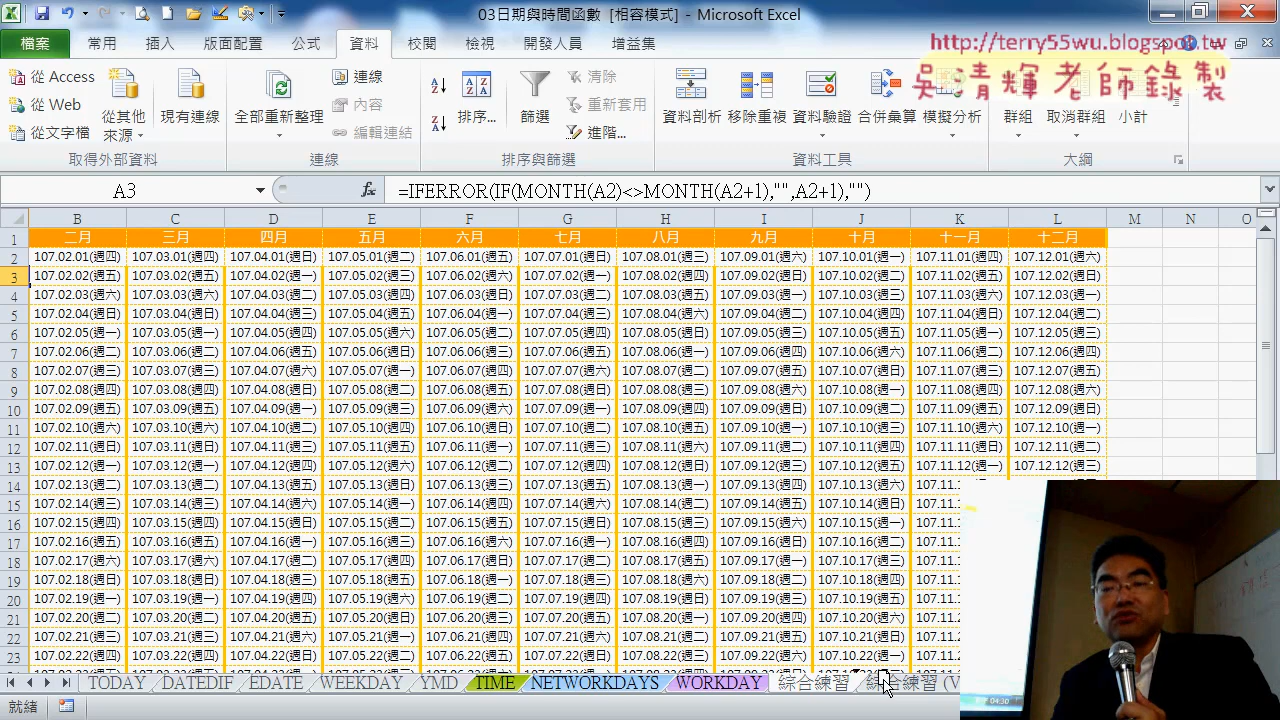 03日期與時間函數 [相容模式] - Microsoft Excel
檔案 常用 插入 版面配置 公式 資料 校閱 檢視 開發人員 增益集
http://terry55wu.blogspot.tw
吳清輝老師錄製
從 Access
從 Web
從文字檔
從其他來源
現有連線
全部重新整理
連線
內容
編輯連結
排序...
篩選
清除
重新套用
進階...
資料剖析 移除重複 資料驗證 合併彙算 模擬分析
群組 取消群組 小計
取得外部資料 連線 排序與篩選 資料工具 大綱
A3 =IFERROR(IF(MONTH(A2)<>MONTH(A2+1),"",A2+1),"")
B C D E F G H I J K L M N O
1 二月 三月 四月 五月 六月 七月 八月 九月 十月 十一月 十二月
2 107.02.01(週四) 107.03.01(週四) 107.04.01(週日) 107.05.01(週二) 107.06.01(週五) 107.07.01(週日) 107.08.01(週三) 107.09.01(週六) 107.10.01(週一) 107.11.01(週四) 107.12.01(週六)
3 107.02.02(週五) 107.03.02(週五) 107.04.02(週一) 107.05.02(週三) 107.06.02(週六) 107.07.02(週一) 107.08.02(週四) 107.09.02(週日) 107.10.02(週二) 107.11.02(週五) 107.12.02(週日)
4 107.02.03(週六) 107.03.03(週六) 107.04.03(週二) 107.05.03(週四) 107.06.03(週日) 107.07.03(週二) 107.08.03(週五) 107.09.03(週一) 107.10.03(週三) 107.11.03(週六) 107.12.03(週一)
5 107.02.04(週日) 107.03.04(週日) 107.04.04(週三) 107.05.04(週五) 107.06.04(週一) 107.07.04(週三) 107.08.04(週六) 107.09.04(週二) 107.10.04(週四) 107.11.04(週日) 107.12.04(週二)
6 107.02.05(週一) 107.03.05(週一) 107.04.05(週四) 107.05.05(週六) 107.06.05(週二) 107.07.05(週四) 107.08.05(週日) 107.09.05(週三) 107.10.05(週五) 107.11.05(週一) 107.12.05(週三)
7 107.02.06(週二) 107.03.06(週二) 107.04.06(週五) 107.05.06(週日) 107.06.06(週三) 107.07.06(週五) 107.08.06(週一) 107.09.06(週四) 107.10.06(週六) 107.11.06(週二) 107.12.06(週四)
8 107.02.07(週三) 107.03.07(週三) 107.04.07(週六) 107.05.07(週一) 107.06.07(週四) 107.07.07(週六) 107.08.07(週二) 107.09.07(週五) 107.10.07(週日) 107.11.07(週三) 107.12.07(週五)
9 107.02.08(週四) 107.03.08(週四) 107.04.08(週日) 107.05.08(週二) 107.06.08(週五) 107.07.08(週日) 107.08.08(週三) 107.09.08(週六) 107.10.08(週一) 107.11.08(週四) 107.12.08(週六)
10 107.02.09(週五) 107.03.09(週五) 107.04.09(週一) 107.05.09(週三) 107.06.09(週六) 107.07.09(週一) 107.08.09(週四) 107.09.09(週日) 107.10.09(週二) 107.11.09(週五) 107.12.09(週日)
11 107.02.10(週六) 107.03.10(週六) 107.04.10(週二) 107.05.10(週四) 107.06.10(週日) 107.07.10(週二) 107.08.10(週五) 107.09.10(週一) 107.10.10(週三) 107.11.10(週六) 107.12.10(週一)
12 107.02.11(週日) 107.03.11(週日) 107.04.11(週三) 107.05.11(週五) 107.06.11(週一) 107.07.11(週三) 107.08.11(週六) 107.09.11(週二) 107.10.11(週四) 107.11.11(週日) 107.12.11(週二)
13 107.02.12(週一) 107.03.12(週一) 107.04.12(週四) 107.05.12(週六) 107.06.12(週二) 107.07.12(週四) 107.08.12(週日) 107.09.12(週三) 107.10.12(週五) 107.11.12(週一) 107.12.12(週三)
14 107.02.13(週二) 107.03.13(週二) 107.04.13(週五) 107.05.13(週日) 107.06.13(週三) 107.07.13(週五) 107.08.13(週一) 107.09.13(週四) 107.10.13(週六) 107.11.1
15 107.02.14(週三) 107.03.14(週三) 107.04.14(週六) 107.05.14(週一) 107.06.14(週四) 107.07.14(週六) 107.08.14(週二) 107.09.14(週五) 107.10.14(週日) 107.11.1
16 107.02.15(週四) 107.03.15(週四) 107.04.15(週日) 107.05.15(週二) 107.06.15(週五) 107.07.15(週日) 107.08.15(週三) 107.09.15(週六) 107.10.15(週一) 107.11.1
17 107.02.16(週五) 107.03.16(週五) 107.04.16(週一) 107.05.16(週三) 107.06.16(週六) 107.07.16(週一) 107.08.16(週四) 107.09.16(週日) 107.10.16(週二) 107.11.1
18 107.02.17(週六) 107.03.17(週六) 107.04.17(週二) 107.05.17(週四) 107.06.17(週日) 107.07.17(週二) 107.08.17(週五) 107.09.17(週一) 107.10.17(週三) 107.11.1
19 107.02.18(週日) 107.03.18(週日) 107.04.18(週三) 107.05.18(週五) 107.06.18(週一) 107.07.18(週三) 107.08.18(週六) 107.09.18(週二) 107.10.18(週四) 107.11.1
20 107.02.19(週一) 107.03.19(週一) 107.04.19(週四) 107.05.19(週六) 107.06.19(週二) 107.07.19(週四) 107.08.19(週日) 107.09.19(週三) 107.10.19(週五) 107.11.1
21 107.02.20(週二) 107.03.20(週二) 107.04.20(週五) 107.05.20(週日) 107.06.20(週三) 107.07.20(週五) 107.08.20(週一) 107.09.20(週四) 107.10.20(週六) 107.11.2
22 107.02.21(週三) 107.03.21(週三) 107.04.21(週六) 107.05.21(週一) 107.06.21(週四) 107.07.21(週六) 107.08.21(週二) 107.09.21(週五) 107.10.21(週日) 107.11.2
23 107.02.22(週四) 107.03.22(週四) 107.04.22(週日) 107.05.22(週二) 107.06.22(週五) 107.07.22(週日) 107.08.22(週三) 107.09.22(週六) 107.10.22(週一) 107.11.2
TODAY DATEDIF EDATE WEEKDAY YMD TIME NETWORKDAYS WORKDAY 綜合練習 綜合練習 (V
就緒